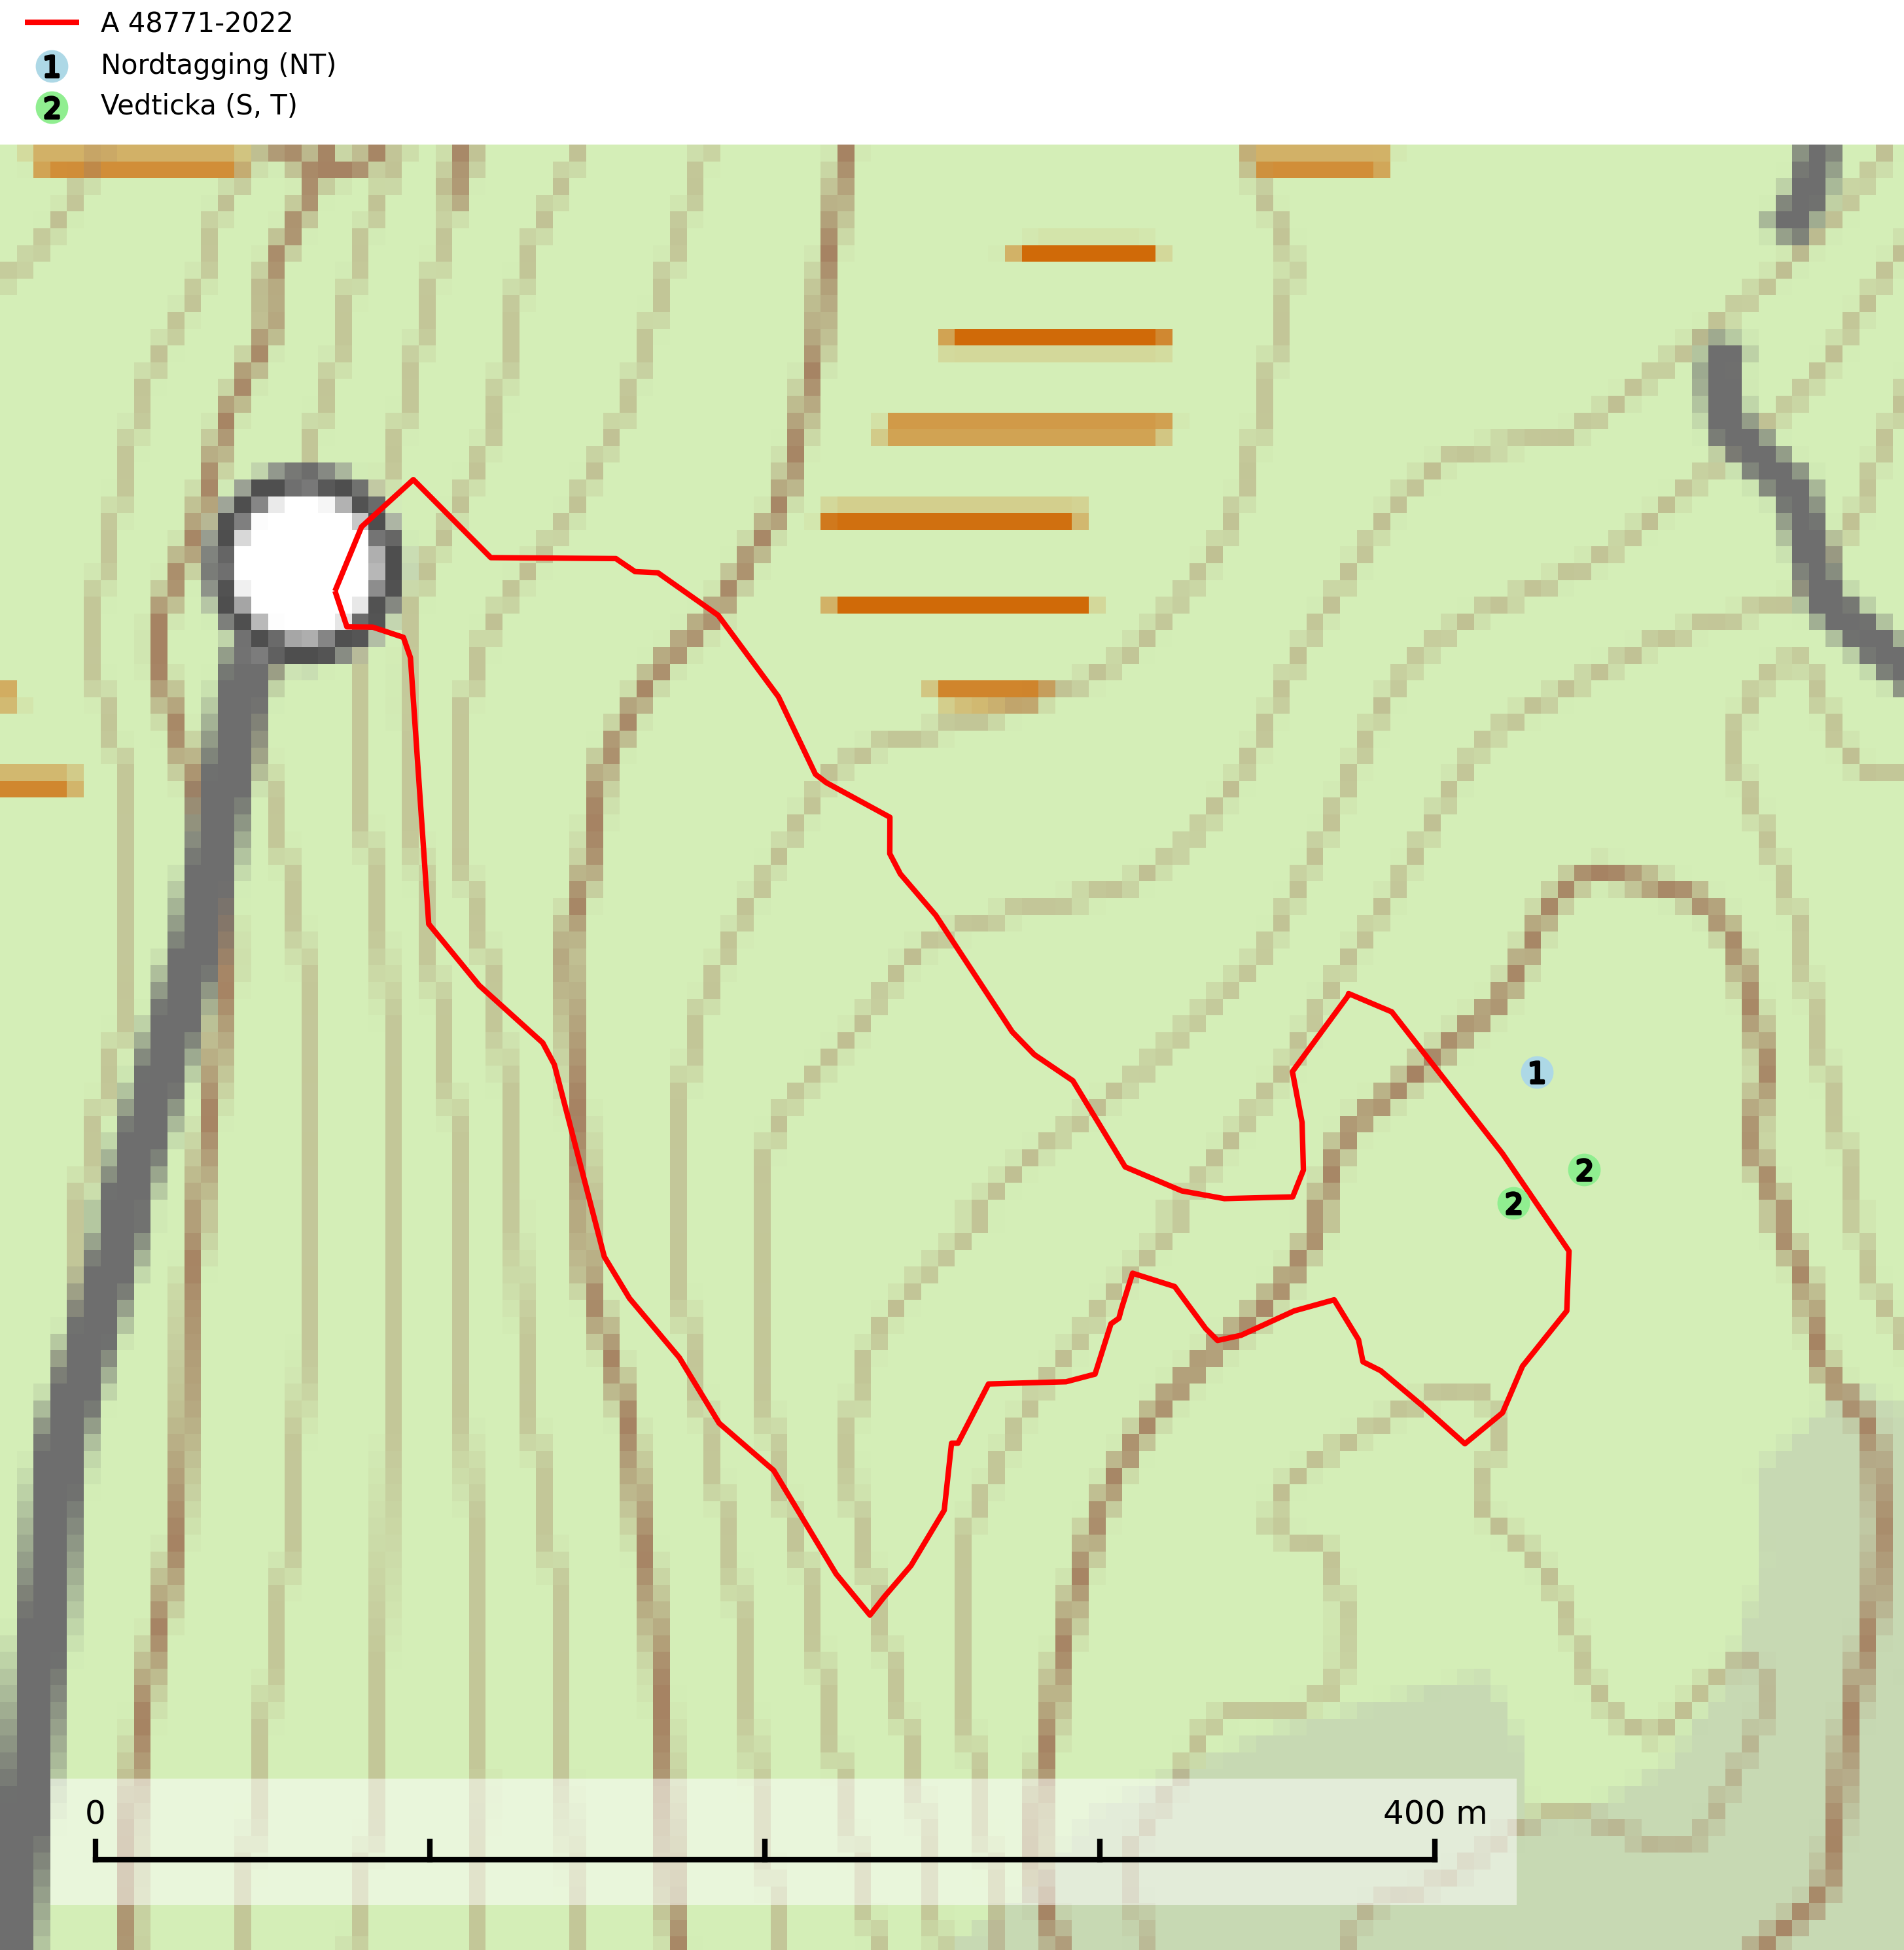 A 48771-2022
1 Nordtagging (NT)
2 Vedticka (S, T)
1
2
2
0 400 m